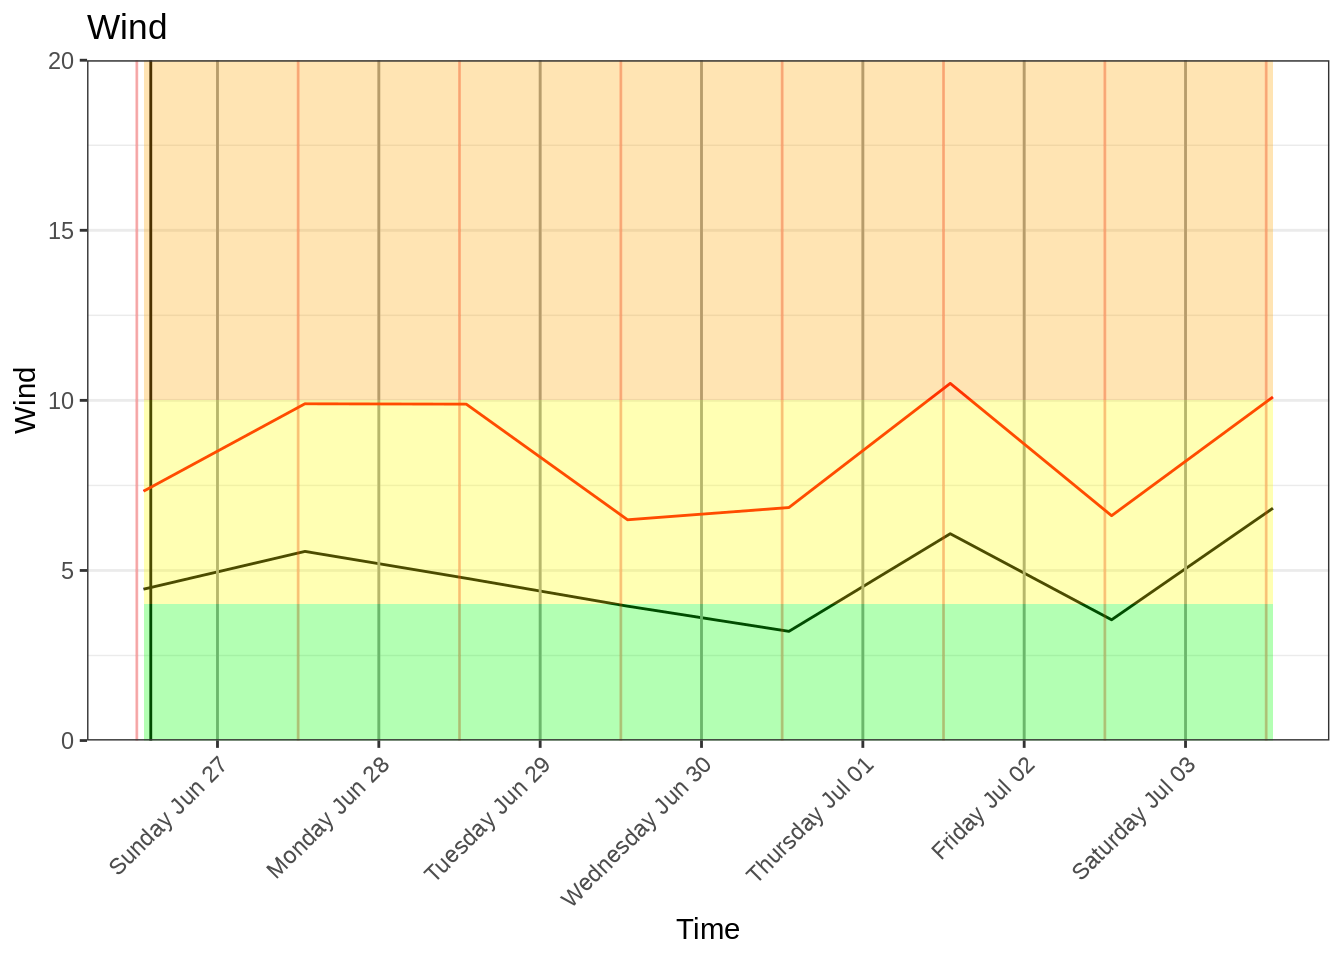 Wind
20
15
10
5
0
Wind
Sunday Jun 27
Monday Jun 28
Tuesday Jun 29
Wednesday Jun 30
Thursday Jul 01
Friday Jul 02
Saturday Jul 03
Time